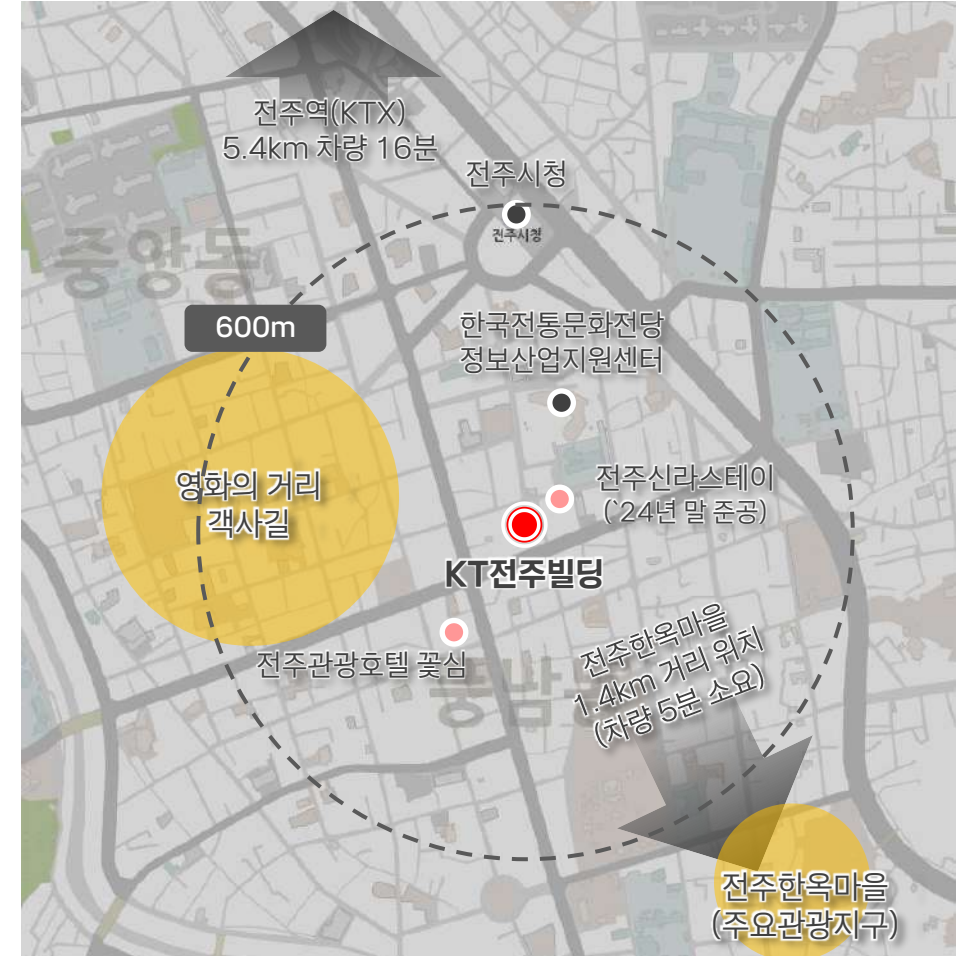 전주역(KTX)
5.4km 차량 16분
전주시청
전주시청
중앙동
600m
한국전통문화전당
정보산업지원센터
영화의 거리
객사길
전주신라스테이
(`24년 말 준공)
KT전주빌딩
전주관광호텔 꽃심
전주한옥마을
1.4km 거리 위치
(차량 5분 소요)
전주한옥마을
(주요관광지구)